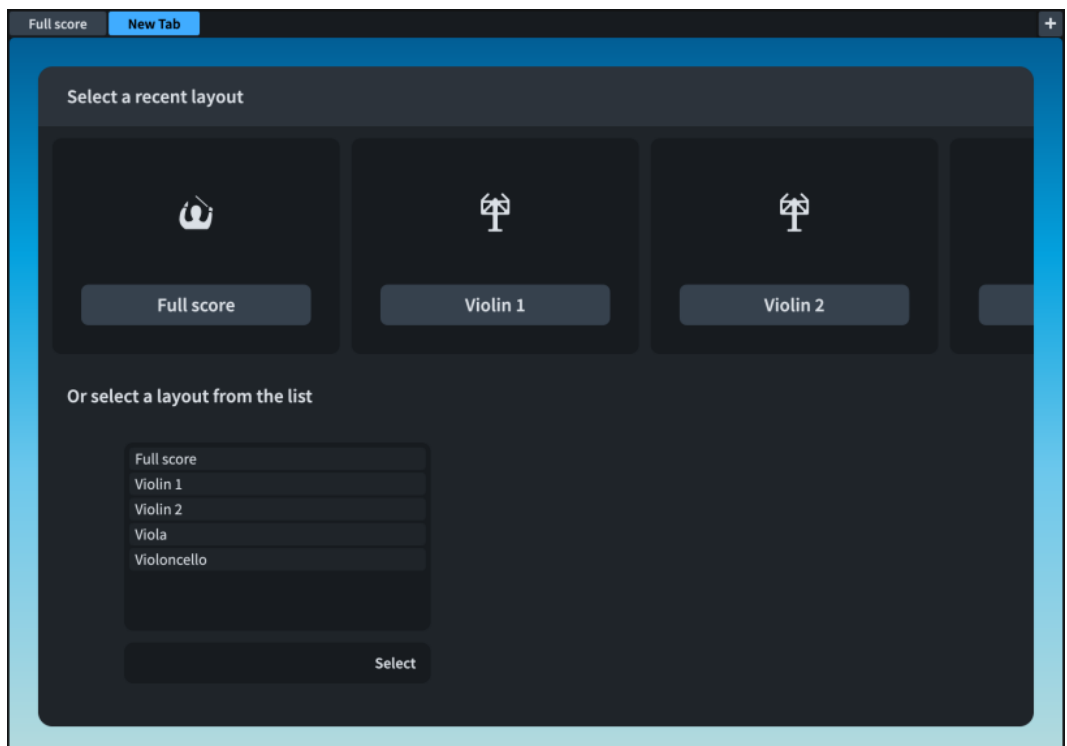 Full score New Tab +
Select a recent layout
Full score Violin 1 Violin 2
Or select a layout from the list
Full score
Violin 1
Violin 2
Viola
Violoncello
Select